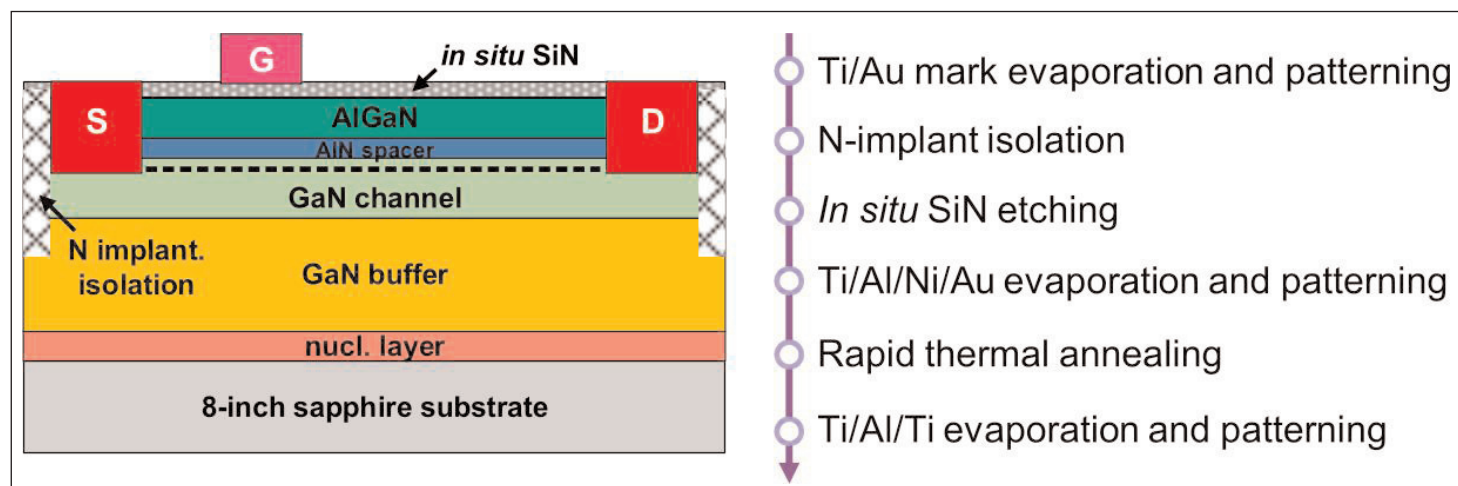 G
in situ SiN
S
AlGaN
D
AlN spacer
GaN channel
N implant.
isolation
GaN buffer
nucl. layer
8-inch sapphire substrate
Ti/Au mark evaporation and patterning
N-implant isolation
In situ SiN etching
Ti/Al/Ni/Au evaporation and patterning
Rapid thermal annealing
Ti/Al/Ti evaporation and patterning